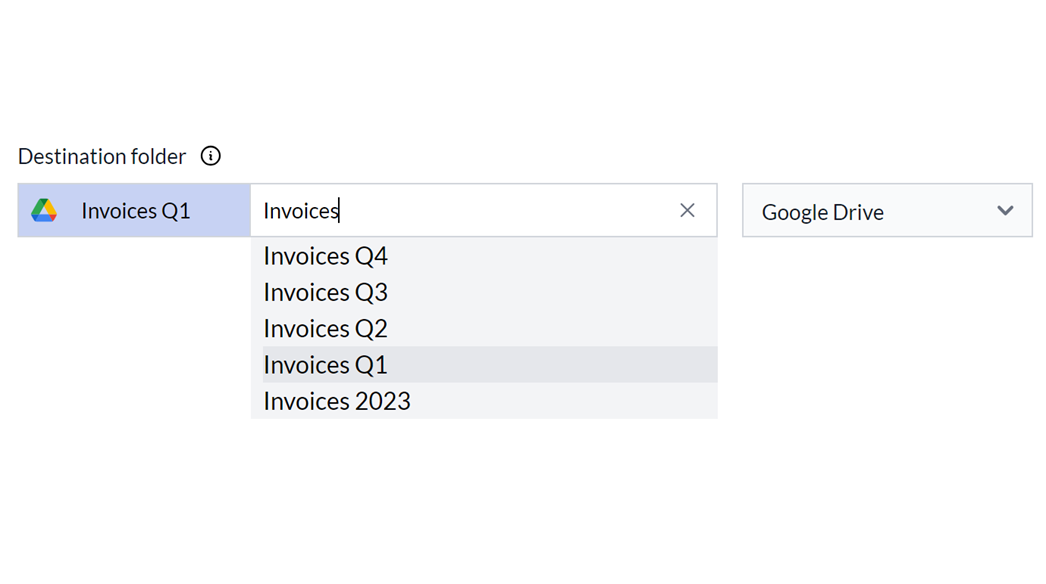 Destination folder
Invoices Q1 Invoices Google Drive
Invoices Q4
Invoices Q3
Invoices Q2
Invoices Q1
Invoices 2023